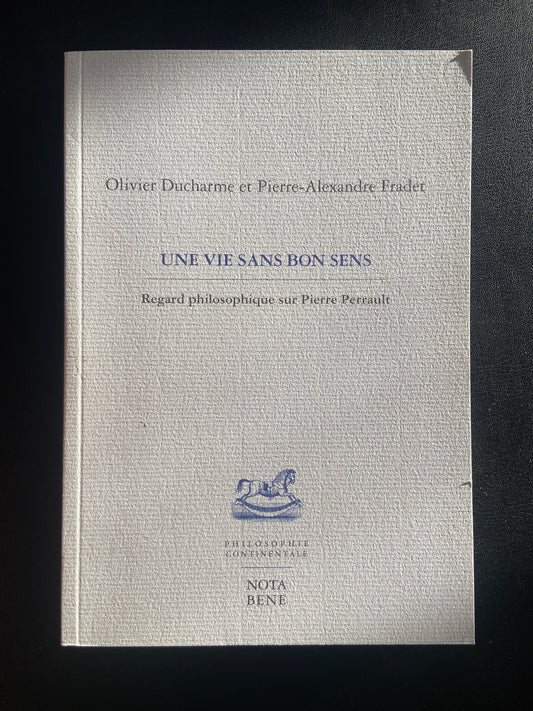 Olivier Ducharme et Pierre-Alexandre Fradet
UNE VIE SANS BON SENS
Regard philosophique sur Pierre Perrault
PHILOSOPHIE
CONTINENTALE
NOTA
BENE